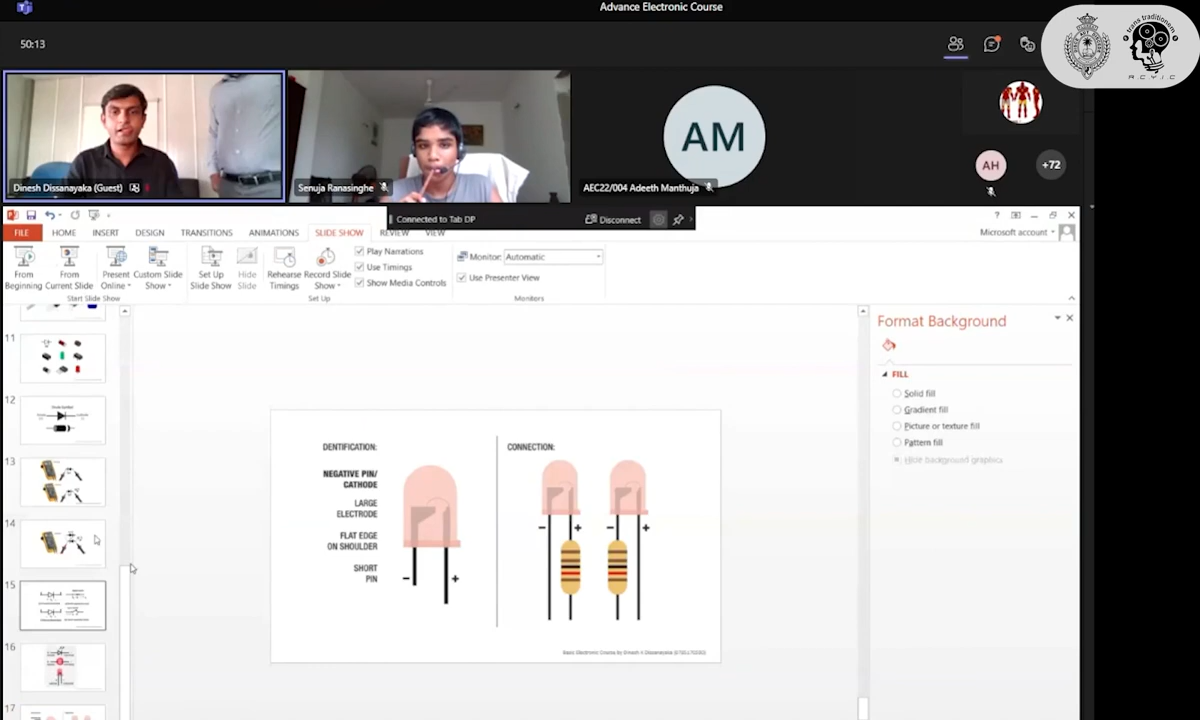 Advance Electronic Course
50:13
R.C.Y.I.C
Dinesh Dissanayaka (Guest)
Senuja Ranasinghe
AM
AEC22/004 Adeeth Manthuja
AH
+72
Connected to Tab DP
Disconnect
FILE HOME INSERT DESIGN TRANSITIONS ANIMATIONS SLIDE SHOW REVIEW VIEW
Microsoft account
From Beginning
From Current Slide
Present Online
Custom Slide Show
Set Up Slide Show
Hide Slide
Rehearse Timings
Record Slide Show
Play Narrations
Use Timings
Show Media Controls
Monitor: Automatic
Use Presenter View
Start Slide Show
Set Up
Monitors
11
12
13
14
15
16
17
DENTIFICATION:
NEGATIVE PIN/
CATHODE
LARGE
ELECTRODE
FLAT EDGE
ON SHOULDER
SHORT
PIN
- +
CONNECTION:
- + - +
Format Background
FILL
Solid fill
Gradient fill
Picture or texture fill
Pattern fill
Hide background graphics